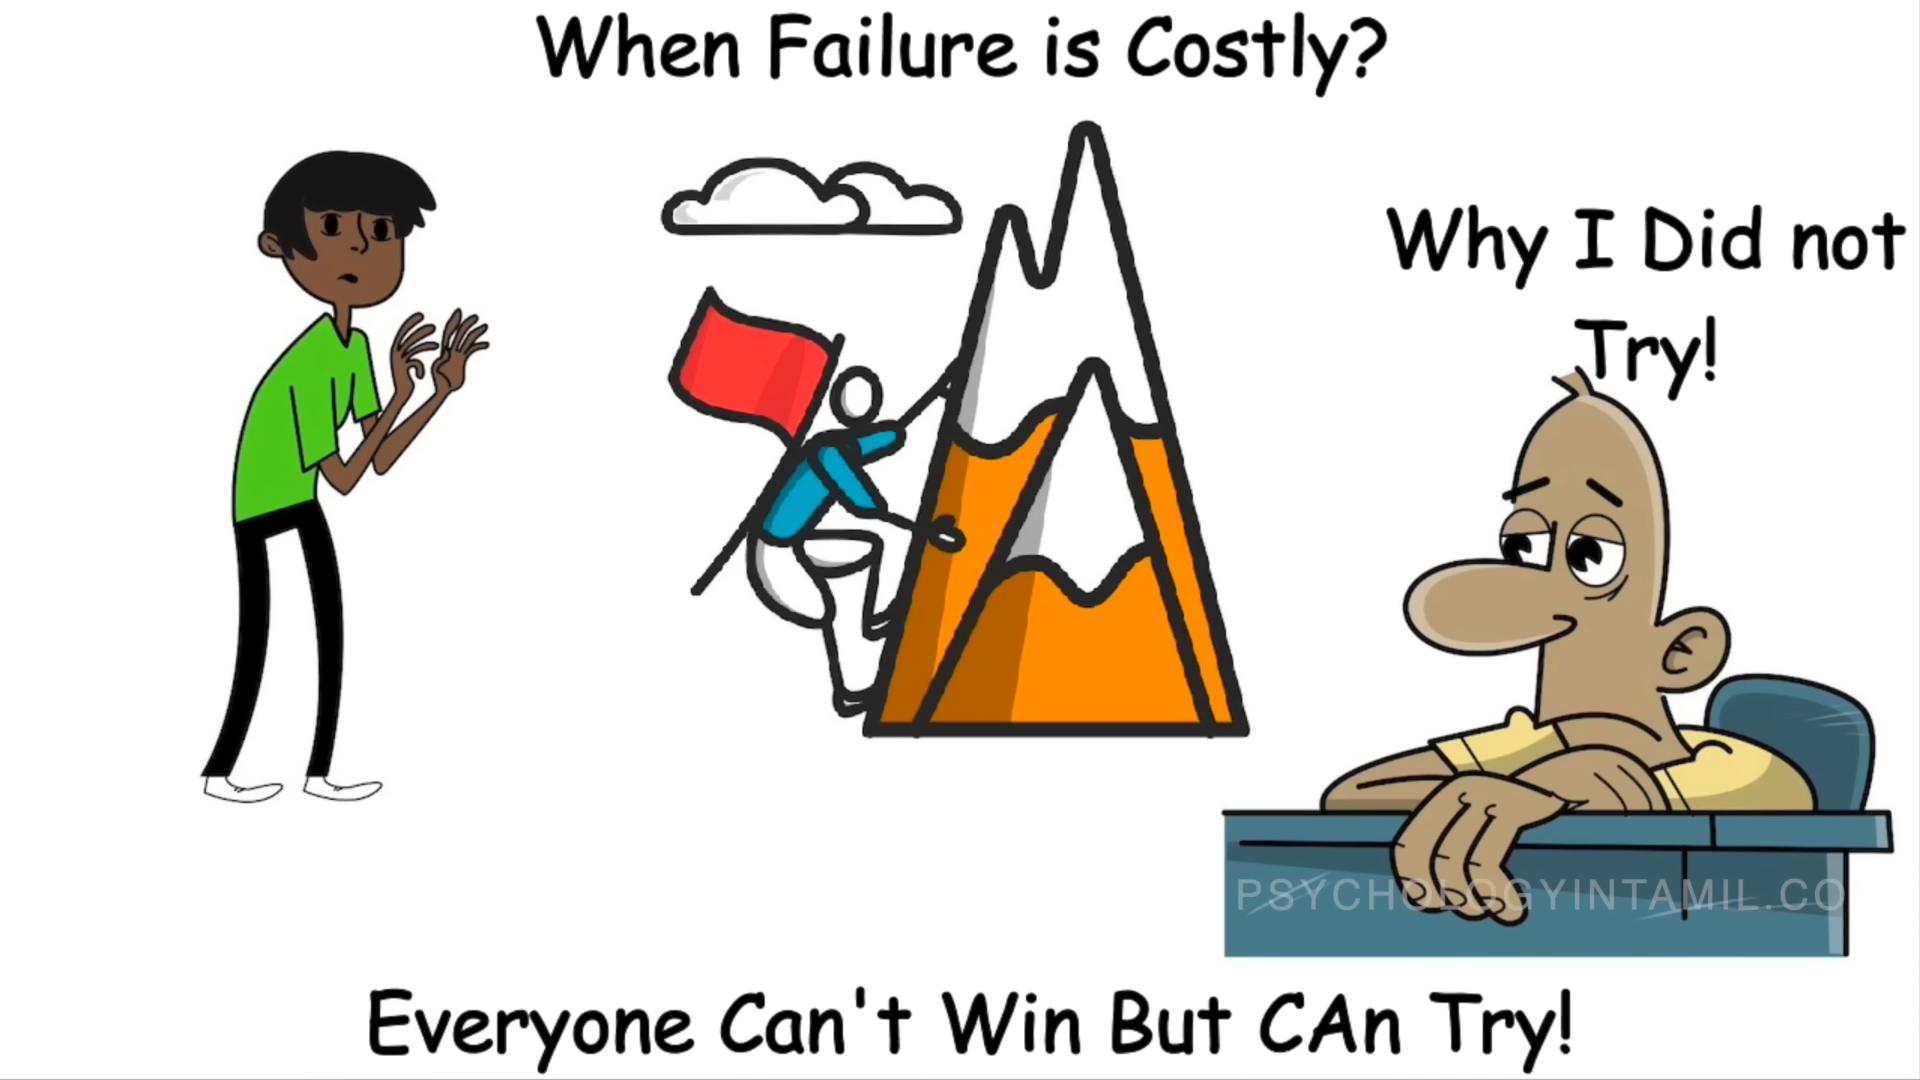 When Failure is Costly?
Why I Did not
Try!
PSYCHOLOGYINTAMIL.CO
Everyone Can't Win But CAn Try!